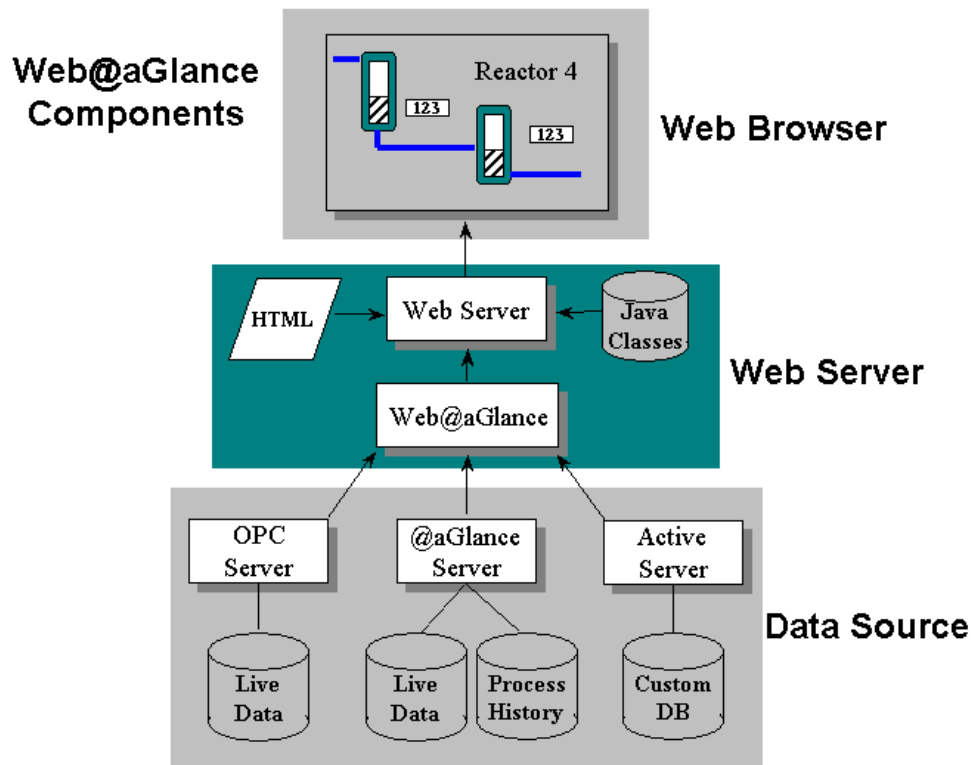 Web@aGlance
Components
Reactor 4
123
123
Web Browser
HTML
Web Server
Java
Classes
Web Server
Web@aGlance
OPC
Server
@aGlance
Server
Active
Server
Data Source
Live
Data
Live
Data
Process
History
Custom
DB